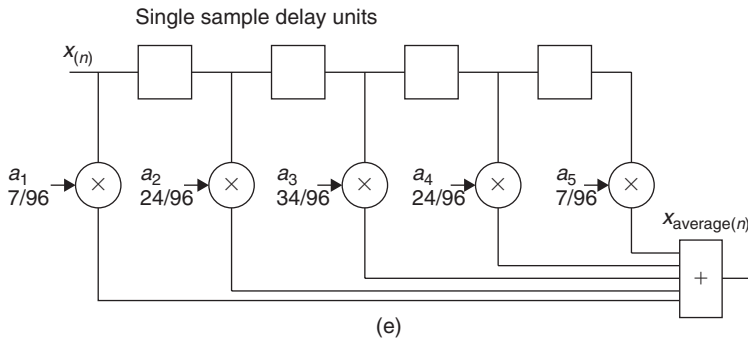 Single sample delay units
x(n)
a1
7/96
×
a2
24/96
×
a3
34/96
×
a4
24/96
×
a5
7/96
×
xaverage(n)
+
(e)